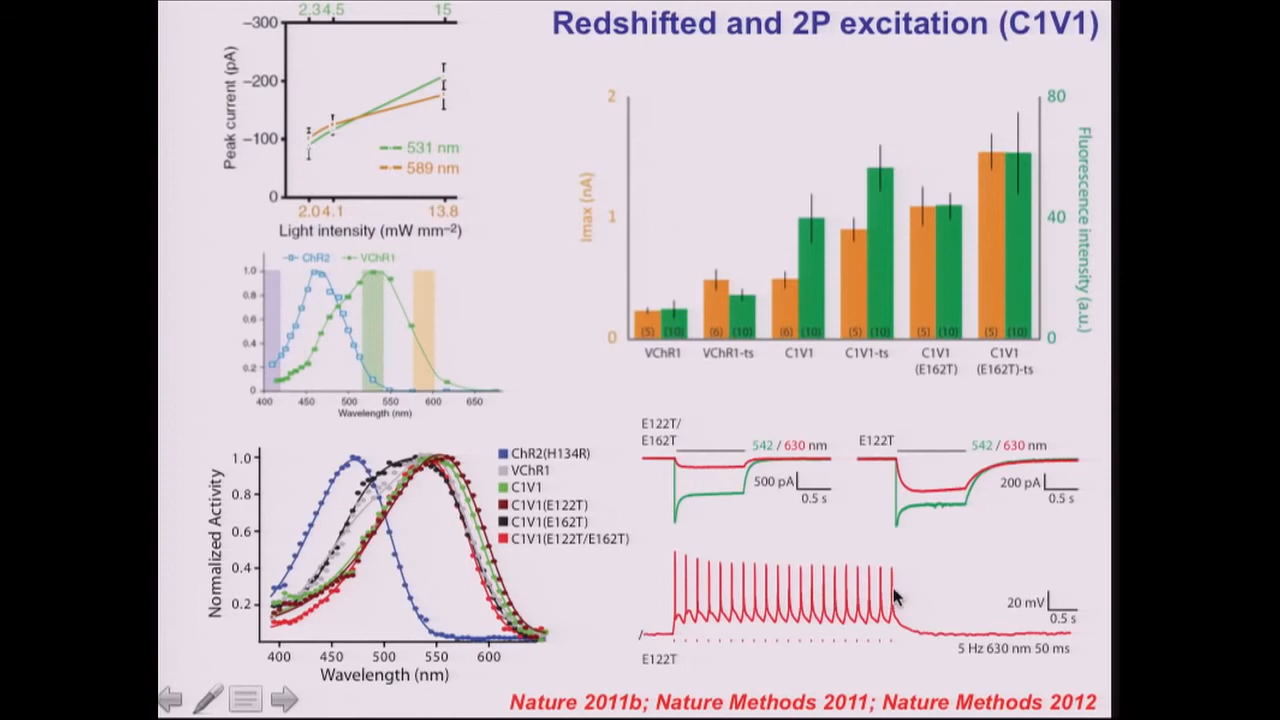 Redshifted and 2P excitation (C1V1)
2.3 4.5 15
−300
−200
−100
0
Peak current (pA)
531 nm
589 nm
2.0 4.1 13.8
Light intensity (mW mm−2)
ChR2 VChR1
1.0
0.8
0.6
0.4
0.2
0
400 450 500 550 600 650
Wavelength (nm)
2
1
0
Imax (nA)
80
40
0
Fluorescence intensity (a.u.)
(5) (10) (6) (10) (6) (10) (5) (10) (5) (10) (5) (10)
VChR1 VChR1-ts C1V1 C1V1-ts C1V1 C1V1
(E162T) (E162T)-ts
1.0
0.8
0.6
0.4
0.2
Normalized Activity
400 450 500 550 600
Wavelength (nm)
ChR2(H134R)
VChR1
C1V1
C1V1(E122T)
C1V1(E162T)
C1V1(E122T/E162T)
E122T/
E162T
542 / 630 nm
500 pA
0.5 s
E122T
542 / 630 nm
200 pA
0.5 s
20 mV
0.5 s
E122T
5 Hz 630 nm 50 ms
Nature 2011b; Nature Methods 2011; Nature Methods 2012